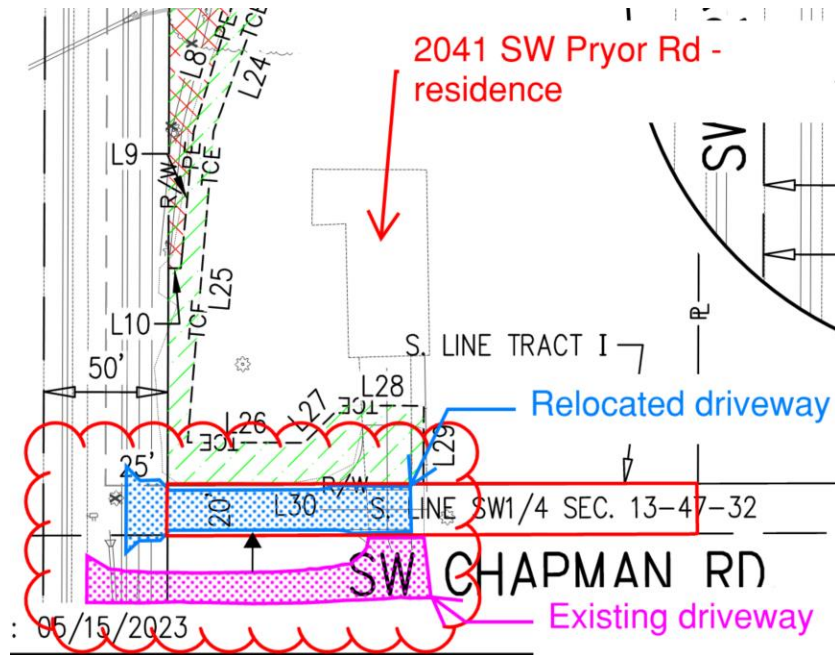 2041 SW Pryor Rd -
residence
TCE
PE
L8
L24
L9
R/W
PE
TCE
SW
L25
L10
TCE
S. LINE TRACT I
PL
50'
L28
TCE
Relocated driveway
L27
L26
TCE
L29
25'
R/W
20'
L30
S. LINE SW1/4 SEC. 13-47-32
SW CHAPMAN RD
Existing driveway
: 05/15/2023